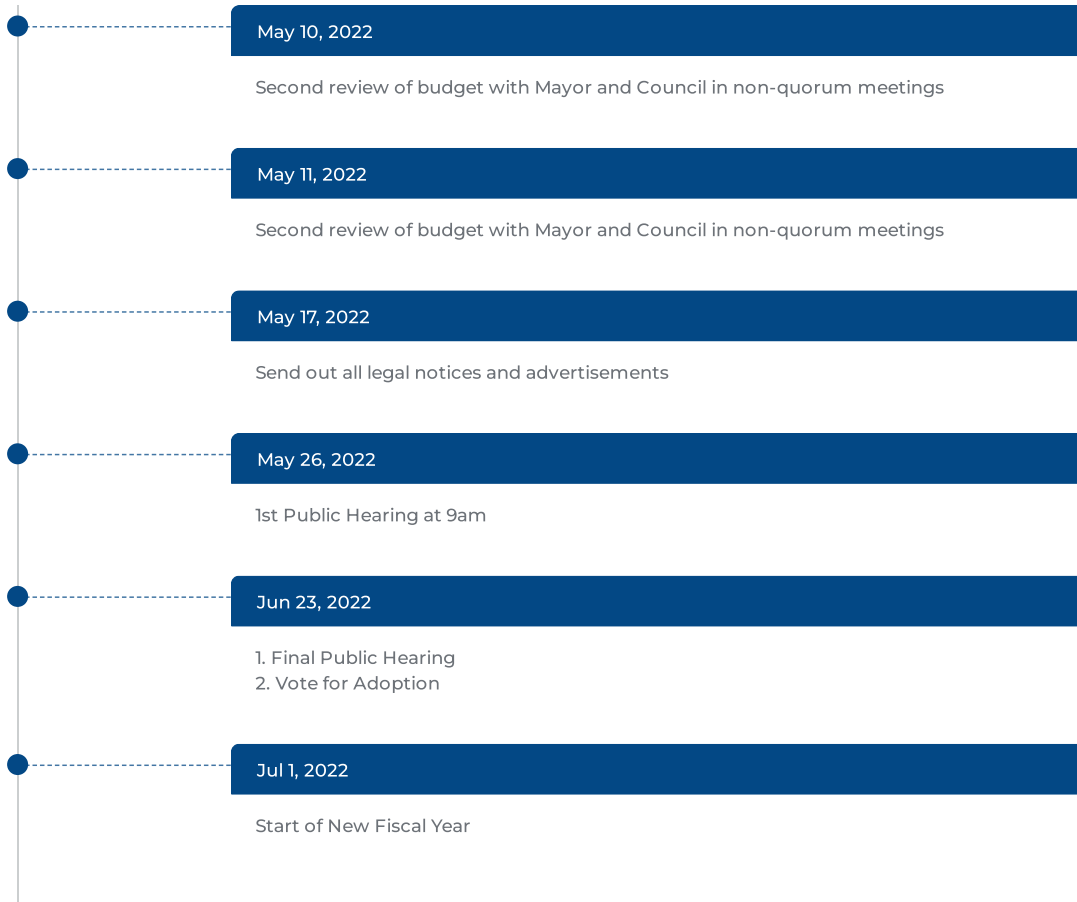 May 10, 2022
Second review of budget with Mayor and Council in non-quorum meetings
May 11, 2022
Second review of budget with Mayor and Council in non-quorum meetings
May 17, 2022
Send out all legal notices and advertisements
May 26, 2022
1st Public Hearing at 9am
Jun 23, 2022
1. Final Public Hearing
2. Vote for Adoption
Jul 1, 2022
Start of New Fiscal Year